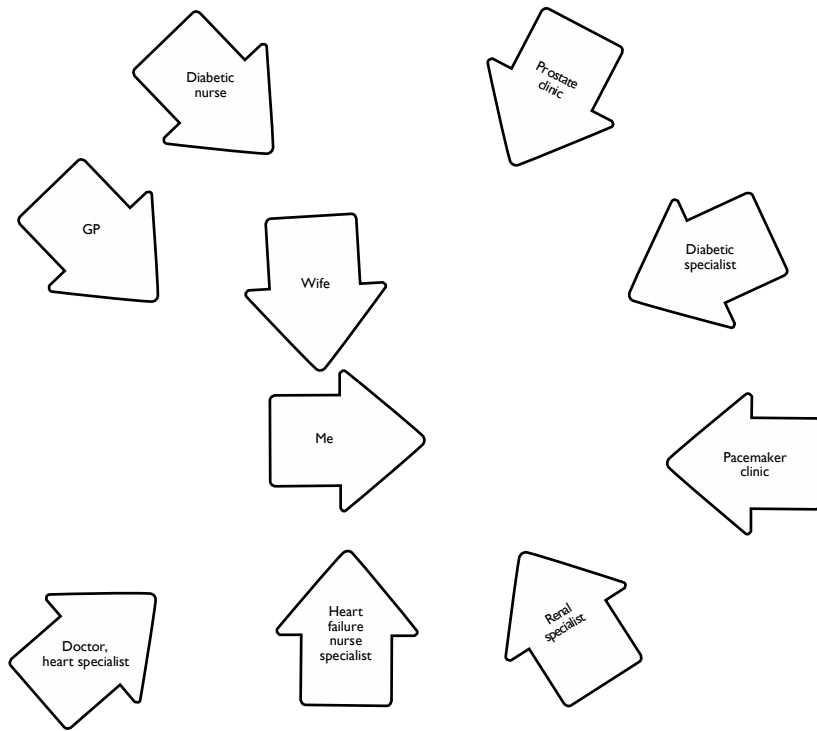 Diabetic
nurse
Prostate
clinic
GP
Diabetic
specialist
Wife
Me
Pacemaker
clinic
Doctor,
heart specialist
Heart
failure
nurse
specialist
Renal
specialist